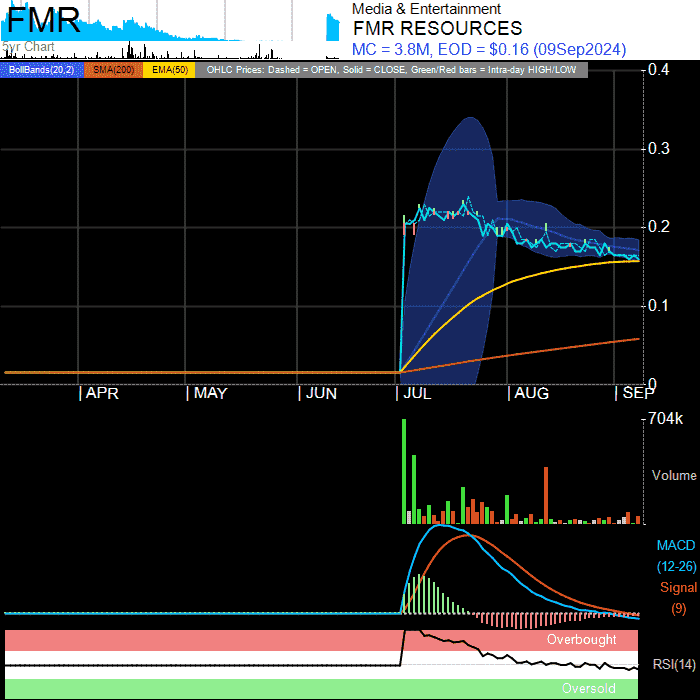 FMR
5yr Chart
Media & Entertainment
FMR RESOURCES
MC = 3.8M, EOD = $0.16 (09Sep2024)
BollBands(20,2) SMA(200) EMA(50) OHLC Prices: Dashed = OPEN, Solid = CLOSE, Green/Red bars = Intra-day HIGH/LOW
0.4
0.3
0.2
0.1
0
APR MAY JUN JUL AUG SEP
704k
Volume
MACD
(12-26)
Signal
(9)
Overbought
RSI(14)
Oversold